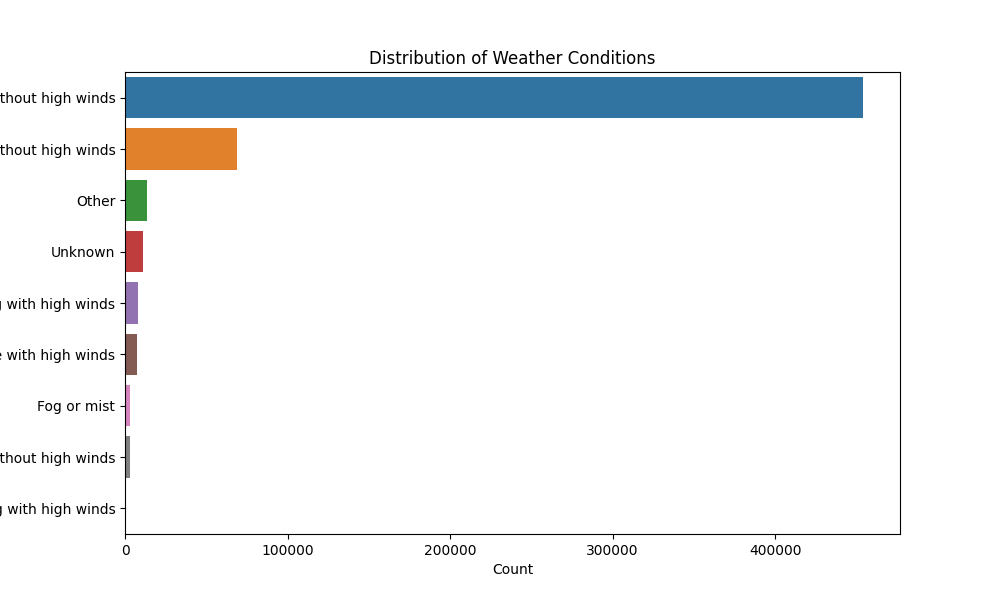 Distribution of Weather Conditions
thout high winds
thout high winds
Other
Unknown
with high winds
with high winds
Fog or mist
thout high winds
with high winds
0 100000 200000 300000 400000
Count